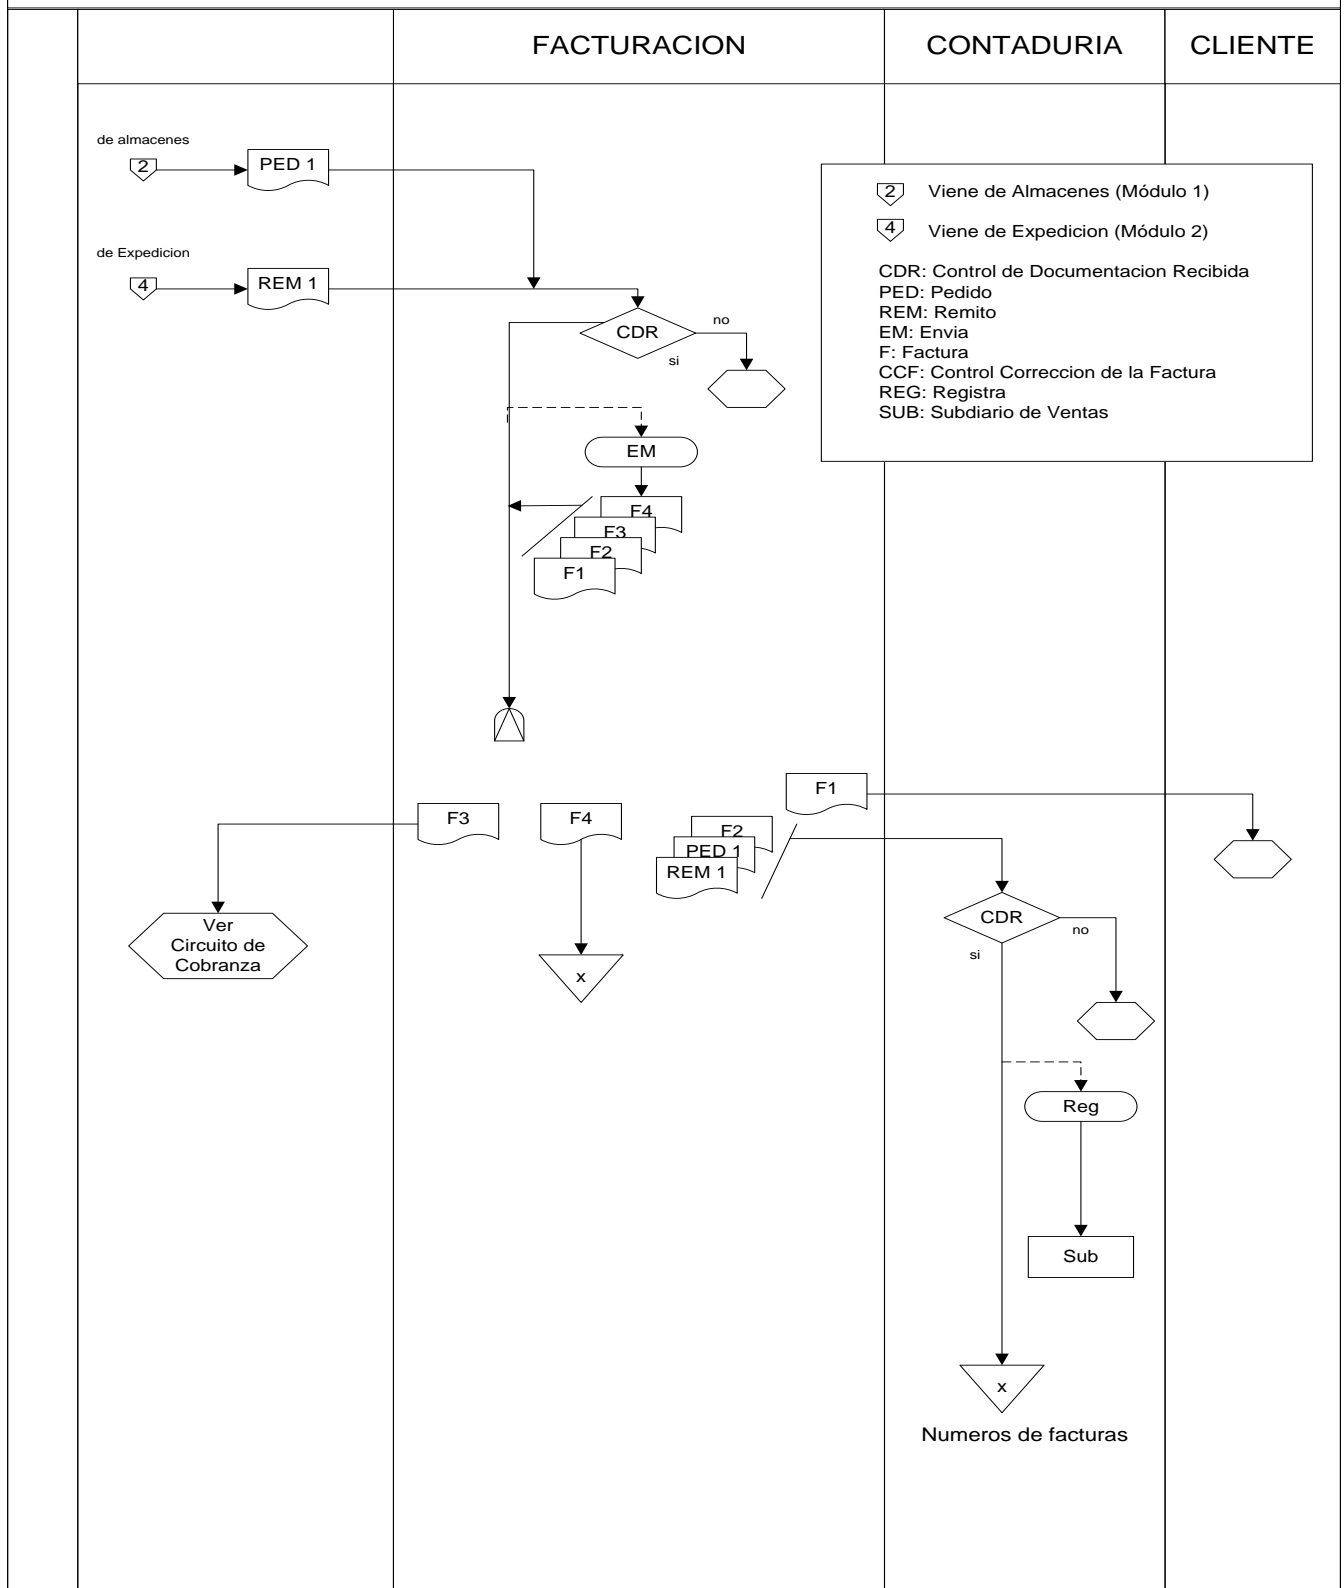 FACTURACION
CONTADURIA
CLIENTE
de almacenes
2
PED 1
de Expedicion
4
REM 1
2 Viene de Almacenes (Módulo 1)
4 Viene de Expedicion (Módulo 2)
CDR: Control de Documentacion Recibida
PED: Pedido
REM: Remito
EM: Envia
F: Factura
CCF: Control Correccion de la Factura
REG: Registra
SUB: Subdiario de Ventas
CDR
no
si
EM
F4
F3
F2
F1
F1
F3
F4
F2
PED 1
REM 1
Ver
Circuito de
Cobranza
x
CDR
no
si
Reg
Sub
x
Numeros de facturas